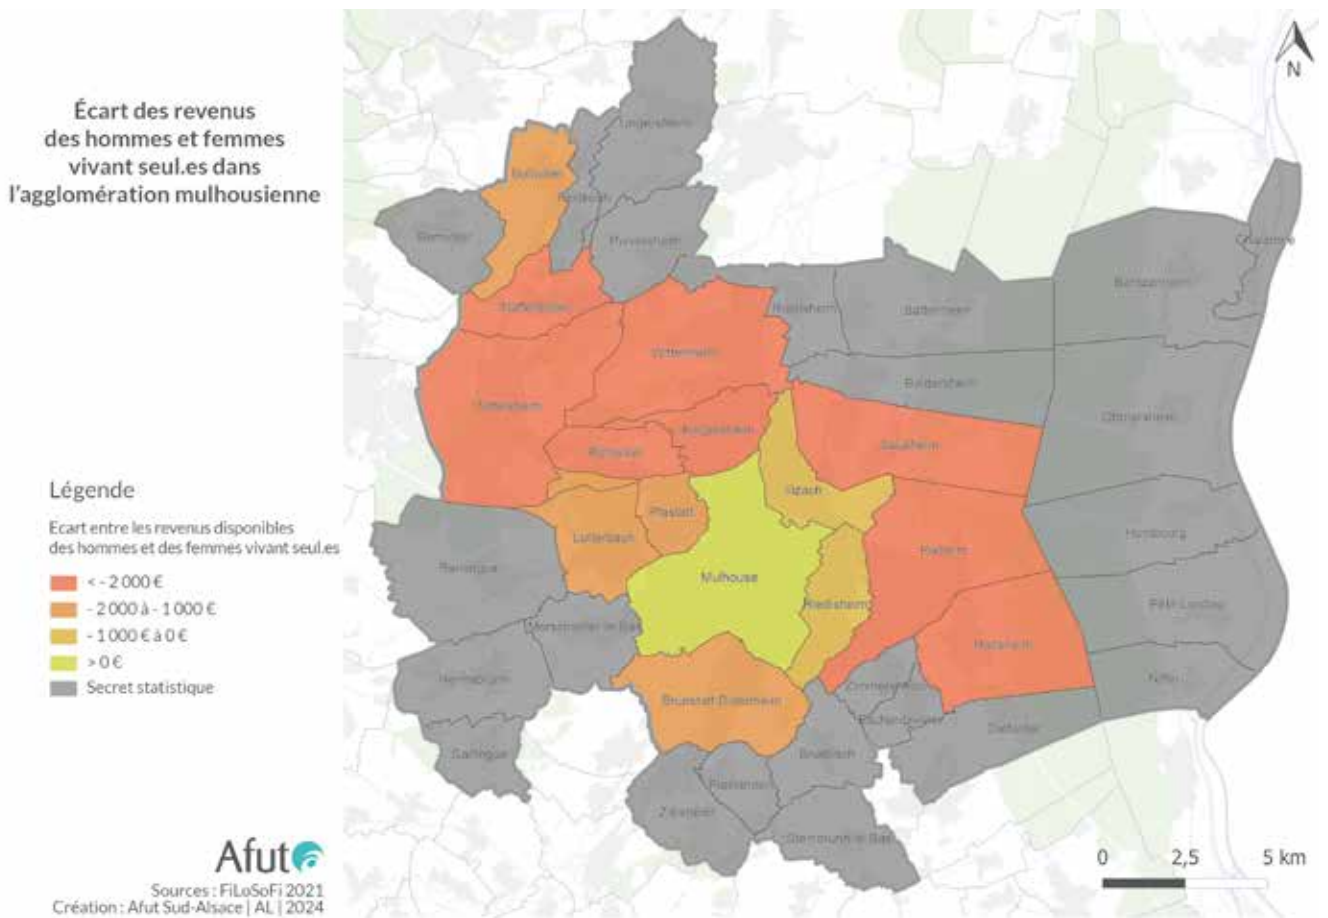 Écart des revenus
des hommes et femmes
vivant seul.es dans
l'agglomération mulhousienne
N
Ungersheim
Bollwiller
Feldkirch
Berrwiller
Pulversheim
Chalampé
Bantzenheim
Staffelfelden
Ruelisheim
Battenheim
Wittenheim
Baldersheim
Wittelsheim
Ottmarsheim
Kingersheim
Sausheim
Richwiller
Illzach
Pfastatt
Lutterbach
Rixheim
Hombourg
Reiningue
Mulhouse
Riedisheim
Petit-Landau
Morschwiller-le-Bas
Habsheim
Heimsbrunn
Niffer
Zimmersheim
Brunstatt-Didenheim
Eschentzwiller
Dietwiller
Galfingue
Bruebach
Flaxlanden
Zillisheim
Steinbrunn-le-Bas
Légende
Ecart entre les revenus disponibles
des hommes et des femmes vivant seul.es
< - 2 000 €
- 2 000 à - 1 000 €
- 1 000 € à 0 €
> 0 €
Secret statistique
Afut
Sources : FiLoSoFi 2021
Création : Afut Sud-Alsace | AL | 2024
0 2,5 5 km